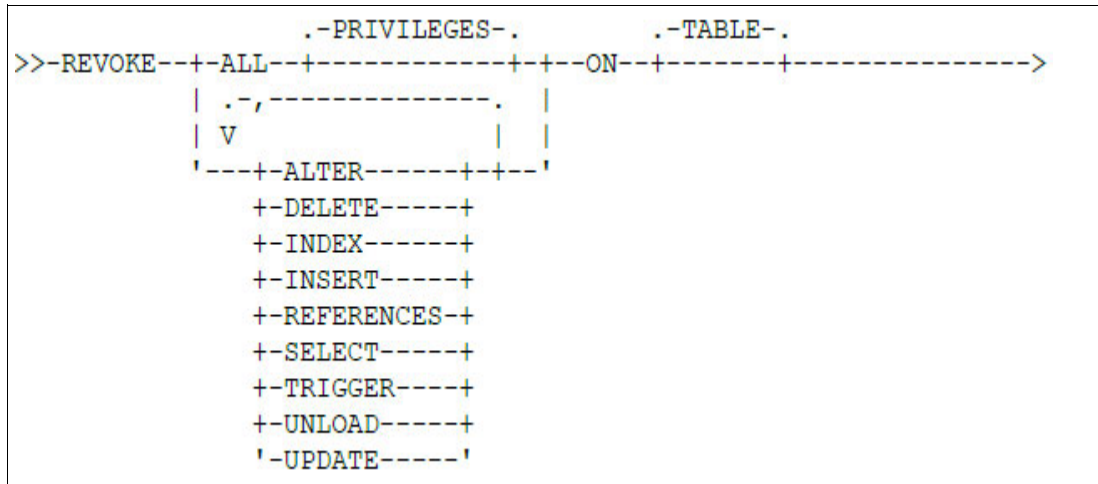 .-PRIVILEGES-.         .-TABLE-.
>>-REVOKE--+-ALL--+------------+-+--ON--+-------+--------------->
           | .-,--------------.  |
           | V                |  |
           '---+-ALTER------+-+--'
               +-DELETE-----+
               +-INDEX------+
               +-INSERT-----+
               +-REFERENCES-+
               +-SELECT-----+
               +-TRIGGER----+
               +-UNLOAD-----+
               '-UPDATE-----'